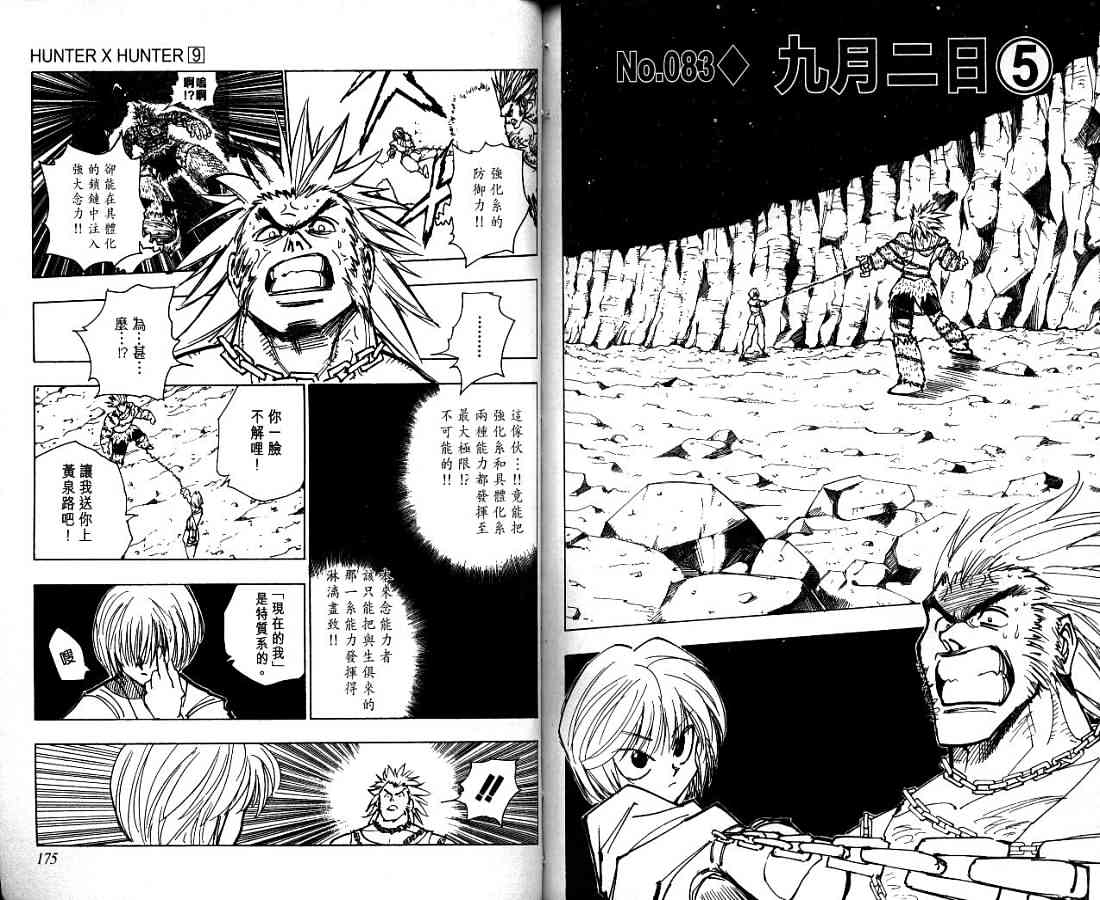 No.083◇ 九月二日⑤
HUNTER X HUNTER 9
強化系的
防御力!!
嗚啊
啊!?
卻能在具體化
的鎖鏈中注入
強大念力!!
………
為…甚…
麼…!?
這傢伙…!!竟能把
強化系和具體化系
兩種能力都發揮至
最大極限!?
不可能的!!
本來念能力者
該只能把與生俱來的
那一系能力發揮得
淋漓盡致!!
你一臉
不解哩！
讓我送你上
黃泉路吧！
「現在的我」
是特質系的。
嗖
!!
175